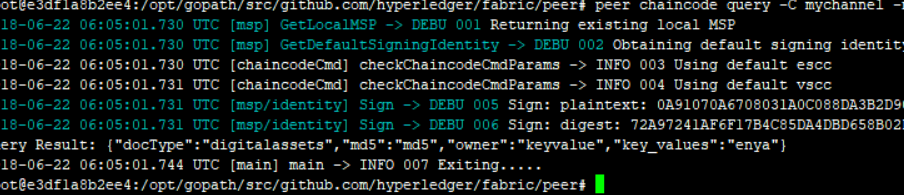 ot@e3df1a8b2ee4:/opt/gopath/src/github.com/hyperledger/fabric/peer# peer chaincode query -C mychannel -
18-06-22 06:05:01.730 UTC [msp] GetLocalMSP -> DEBU 001 Returning existing local MSP
18-06-22 06:05:01.730 UTC [msp] GetDefaultSigningIdentity -> DEBU 002 Obtaining default signing identity
18-06-22 06:05:01.730 UTC [chaincodeCmd] checkChaincodeCmdParams -> INFO 003 Using default escc
18-06-22 06:05:01.731 UTC [chaincodeCmd] checkChaincodeCmdParams -> INFO 004 Using default vscc
18-06-22 06:05:01.731 UTC [msp/identity] Sign -> DEBU 005 Sign: plaintext: 0A91070A6708031A0C088DA3B2D9
18-06-22 06:05:01.731 UTC [msp/identity] Sign -> DEBU 006 Sign: digest: 72A97241AF6F17B4C85DA4DBD658B02
ery Result: {"docType":"digitalassets","md5":"md5","owner":"keyvalue","key_values":"enya"}
18-06-22 06:05:01.744 UTC [main] main -> INFO 007 Exiting.....
ot@e3df1a8b2ee4:/opt/gopath/src/github.com/hyperledger/fabric/peer#